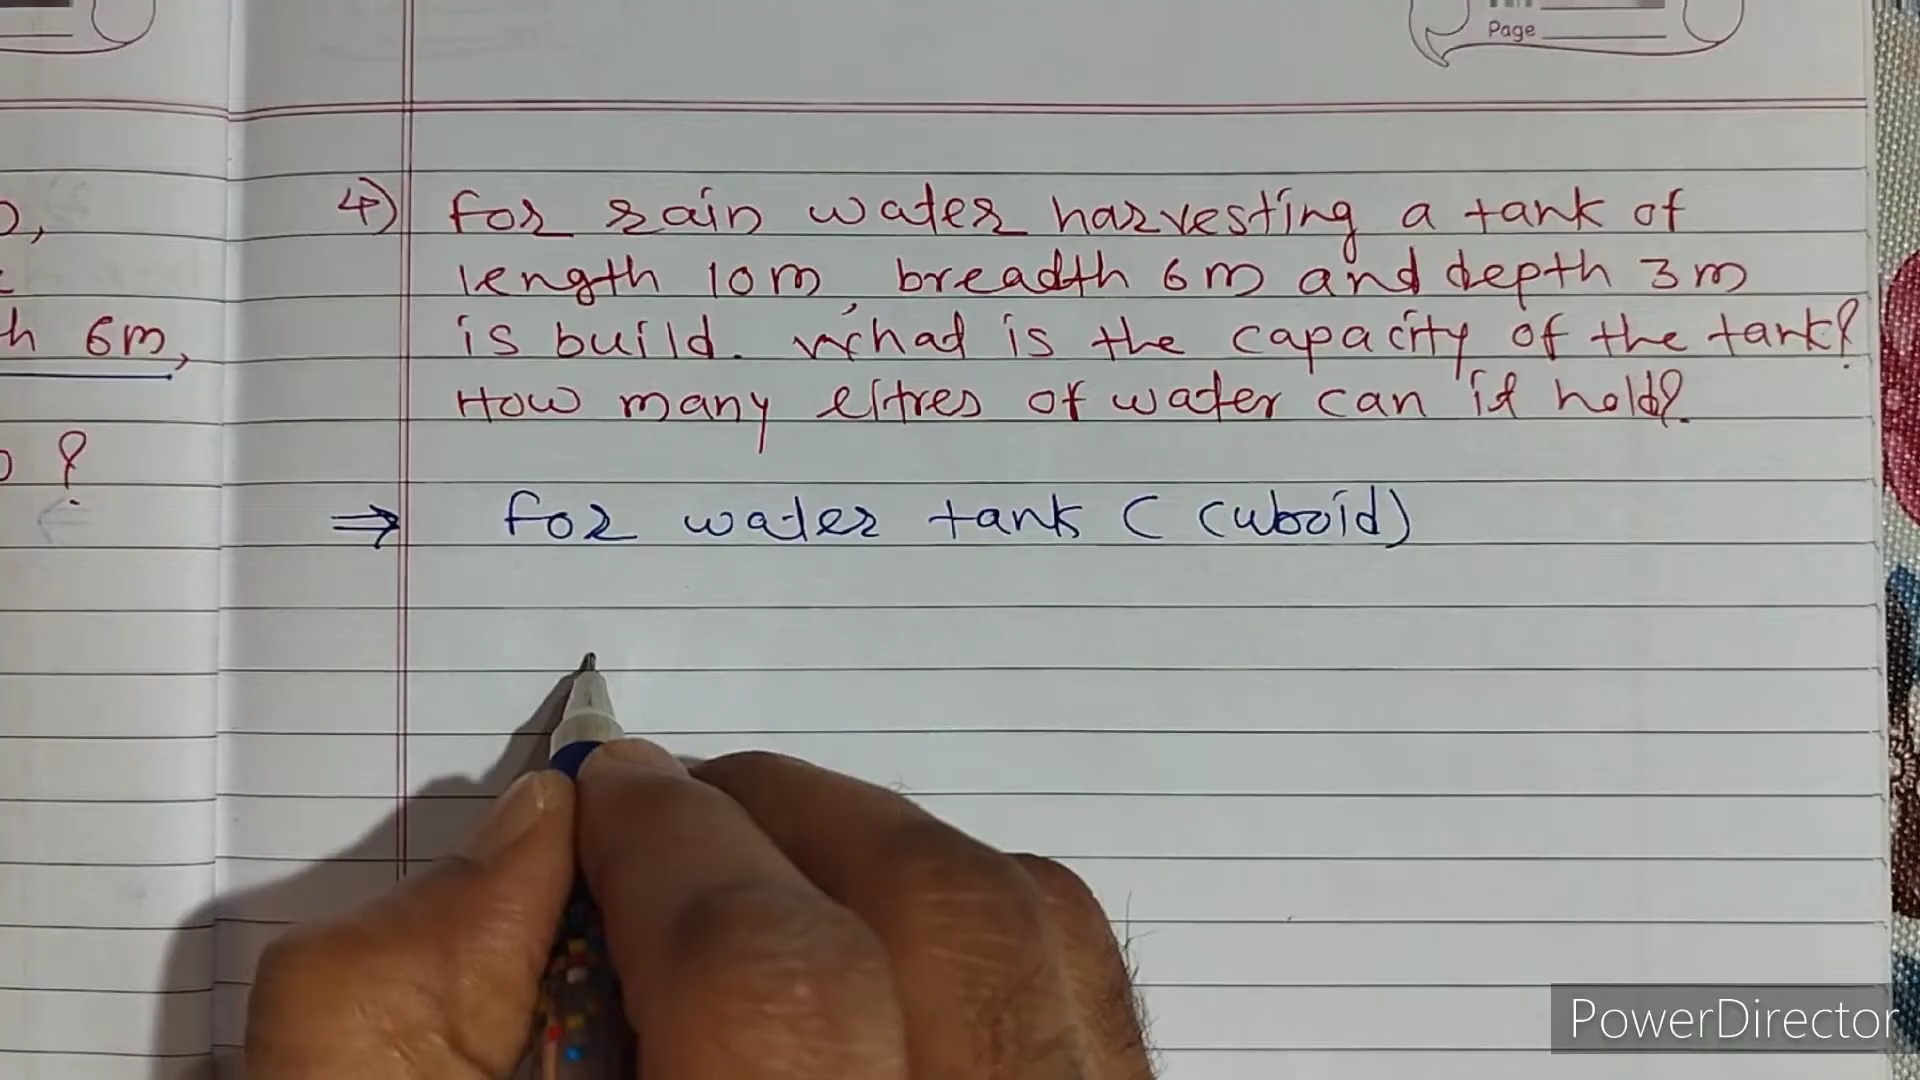 Page
4) For rain water harvesting a tank of
length 10m, breadth 6m and depth 3m
is build. What is the capacity of the tank?
How many litres of water can it hold?
⇒ For water tank ( cuboid)
h 6m,
?
PowerDirector